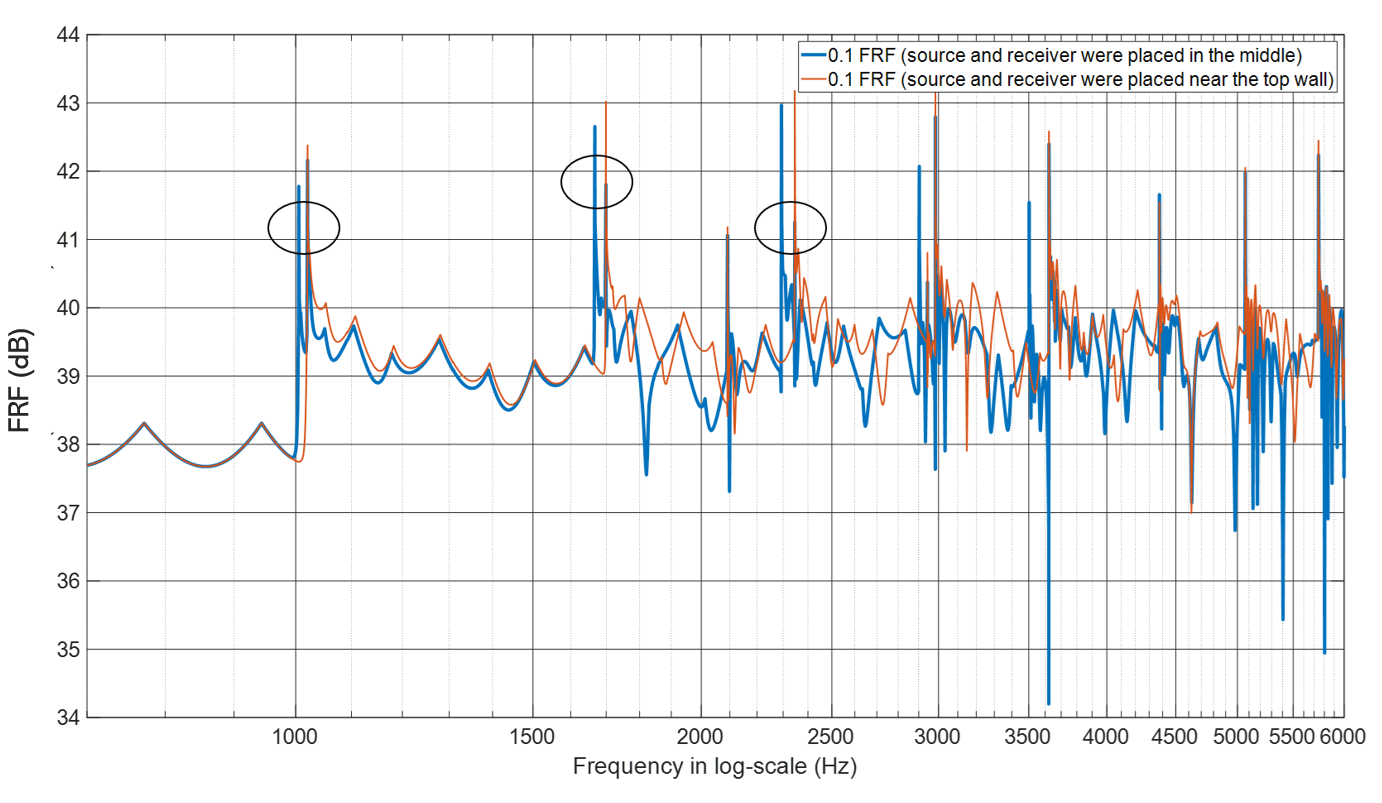 44
0.1 FRF (source and receiver were placed in the middle)
0.1 FRF (source and receiver were placed near the top wall)
43
42
41
40
39
38
37
36
35
34
FRF (dB)
1000 1500 2000 2500 3000 3500 4000 4500 5000 5500 6000
Frequency in log-scale (Hz)